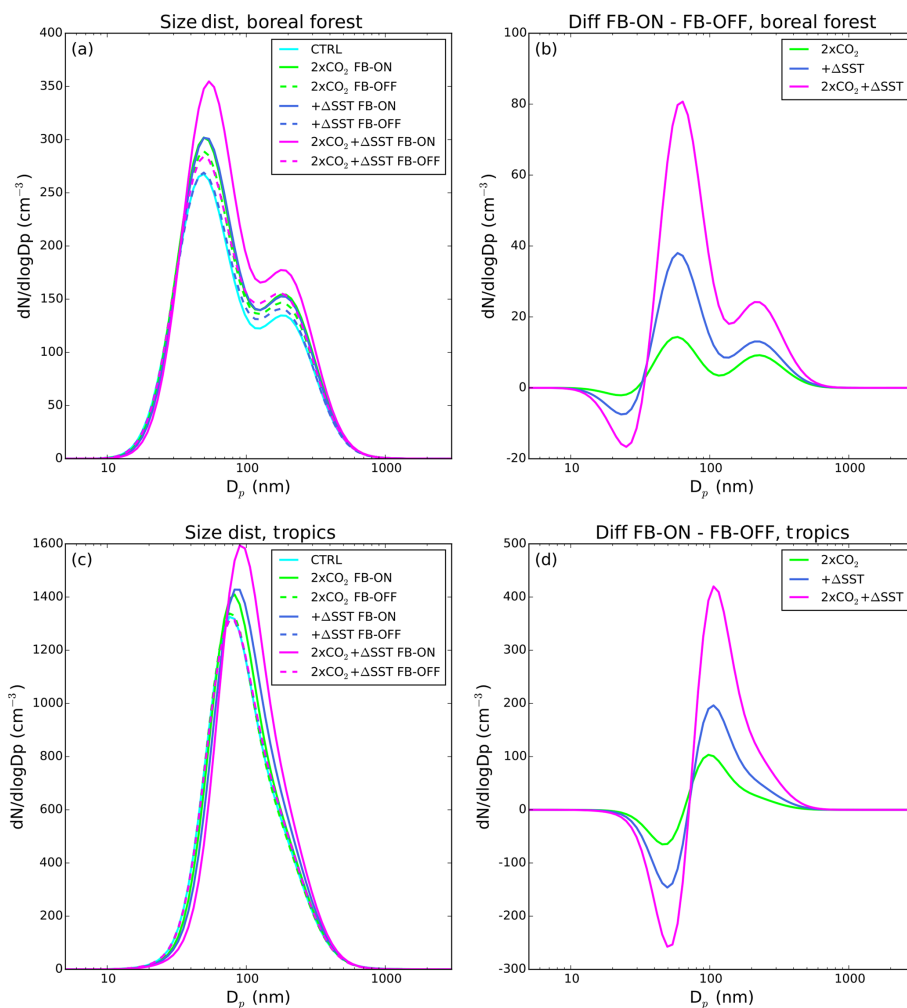 Size dist, boreal forest
(a)
CTRL
2xCO₂ FB-ON
2xCO₂ FB-OFF
+ΔSST FB-ON
+ΔSST FB-OFF
2xCO₂+ΔSST FB-ON
2xCO₂+ΔSST FB-OFF
400
350
300
250
200
150
100
50
0
dN/dlogDp (cm⁻³)
10
100
1000
Dₚ (nm)
Diff FB-ON - FB-OFF, boreal forest
(b)
2xCO₂
+ΔSST
2xCO₂+ΔSST
100
80
60
40
20
0
-20
dN/dlogDp (cm⁻³)
10
100
1000
Dₚ (nm)
Size dist, tropics
(c)
CTRL
2xCO₂ FB-ON
2xCO₂ FB-OFF
+ΔSST FB-ON
+ΔSST FB-OFF
2xCO₂+ΔSST FB-ON
2xCO₂+ΔSST FB-OFF
1600
1400
1200
1000
800
600
400
200
0
dN/dlogDp (cm⁻³)
10
100
1000
Dₚ (nm)
Diff FB-ON - FB-OFF, tropics
(d)
2xCO₂
+ΔSST
2xCO₂+ΔSST
500
400
300
200
100
0
-100
-200
-300
dN/dlogDp (cm⁻³)
10
100
1000
Dₚ (nm)